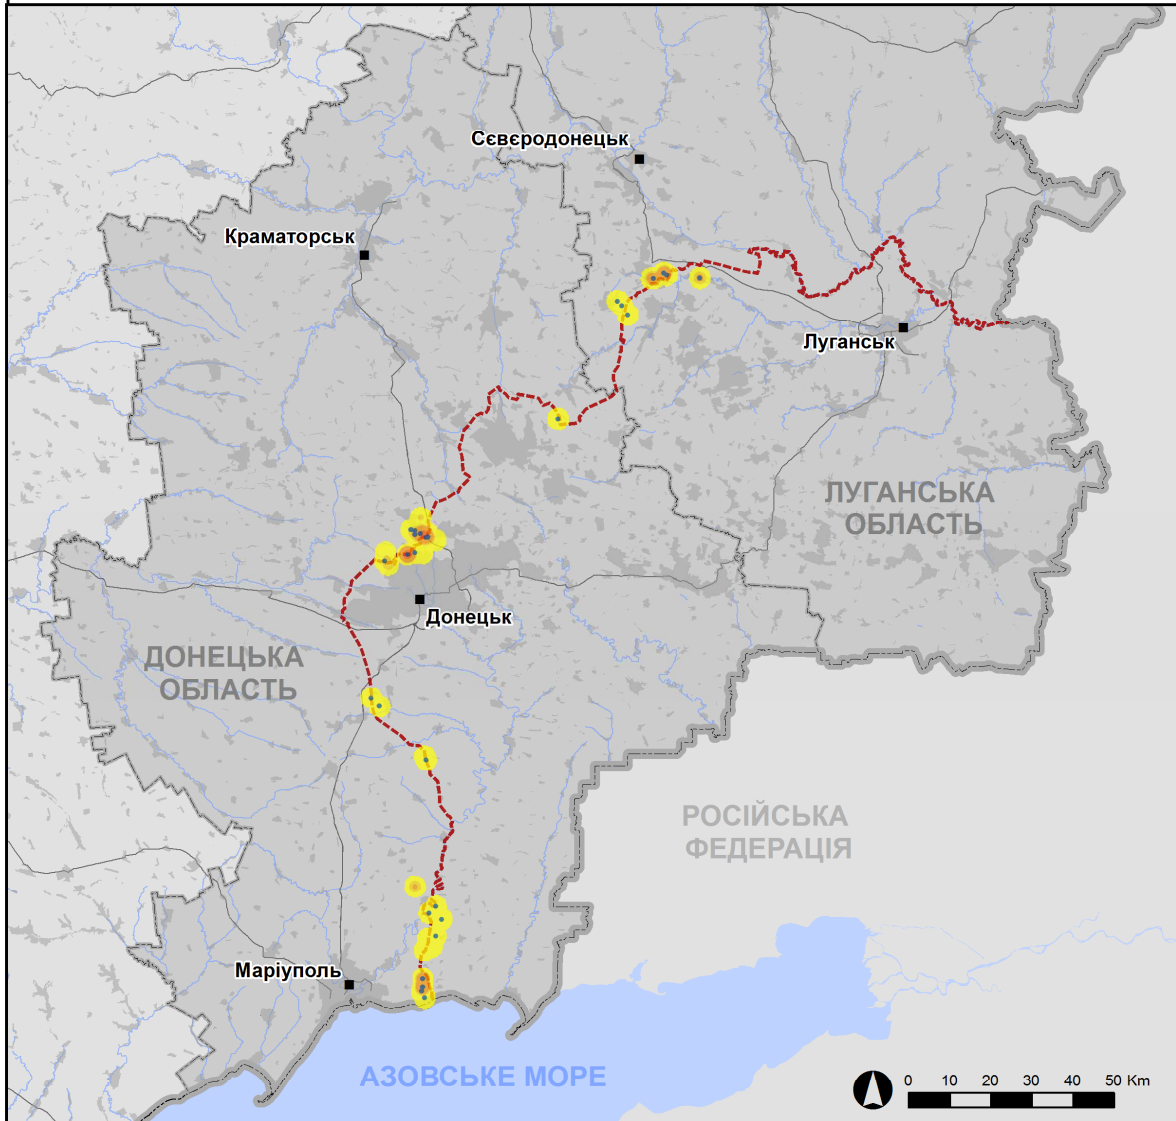 Сєвєродонецьк
Краматорськ
Луганськ
ЛУГАНСЬКА
ОБЛАСТЬ
Донецьк
ДОНЕЦЬКА
ОБЛАСТЬ
РОСІЙСЬКА
ФЕДЕРАЦІЯ
Маріуполь
АЗОВСЬКЕ МОРЕ
0 10 20 30 40 50 Km